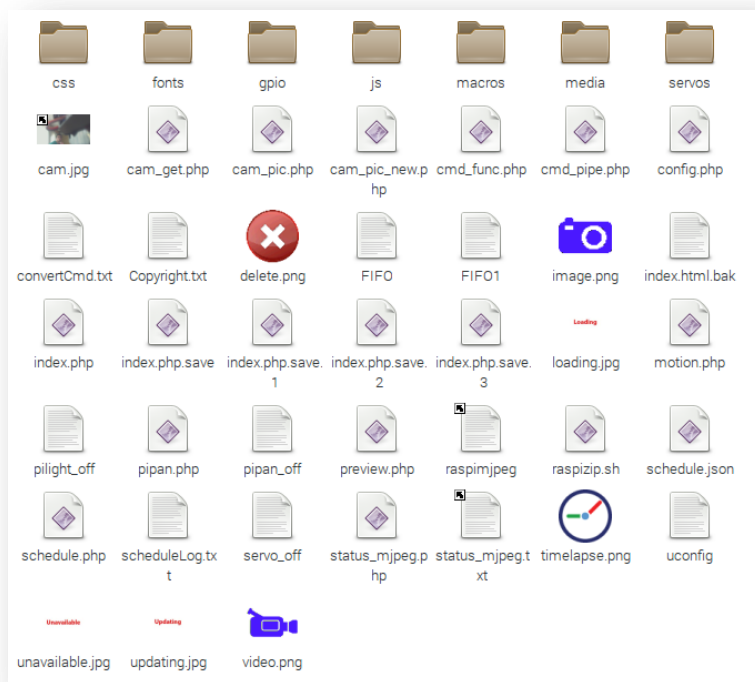 css
fonts
gpio
js
macros
media
servos
cam.jpg
cam_get.php
cam_pic.php
cam_pic_new.p
hp
cmd_func.php
cmd_pipe.php
config.php
convertCmd.txt
Copyright.txt
delete.png
FIFO
FIFO1
image.png
index.html.bak
Loading
index.php
index.php.save
index.php.save.
1
index.php.save.
2
index.php.save.
3
loading.jpg
motion.php
pilight_off
pipan.php
pipan_off
preview.php
raspimjpeg
raspizip.sh
schedule.json
schedule.php
scheduleLog.tx
t
servo_off
status_mjpeg.p
hp
status_mjpeg.t
xt
timelapse.png
uconfig
Unavailable
Updating
unavailable.jpg
updating.jpg
video.png